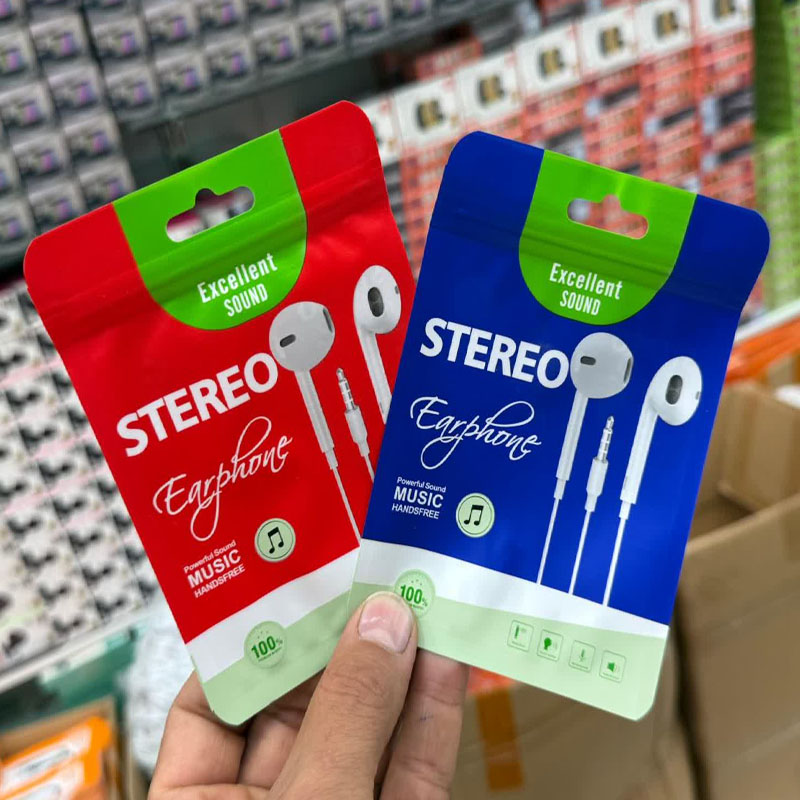 Excellent
SOUND
STEREO
Earphone
Powerful Sound
MUSIC
HANDSFREE
100%
Excellent
SOUND
STEREO
Earphone
Powerful Sound
MUSIC
HANDSFREE
100%